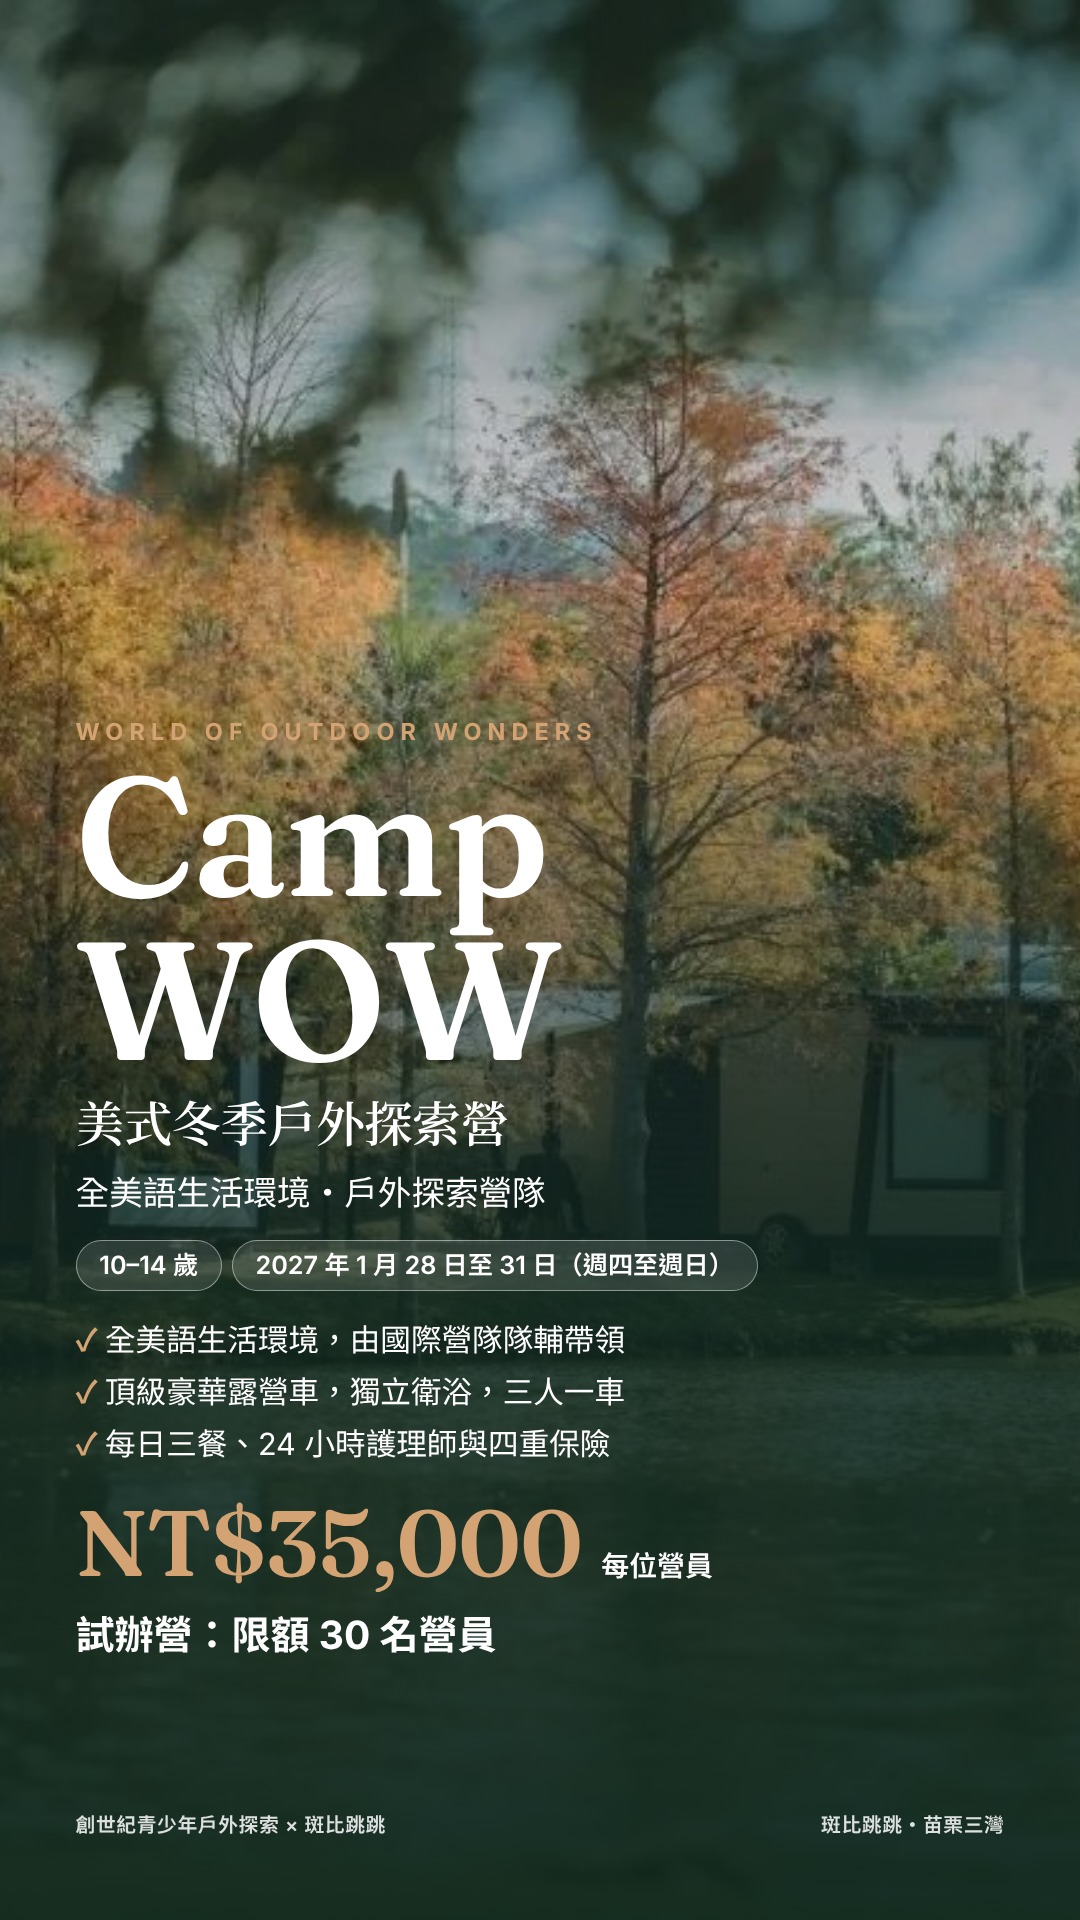 WORLD OF OUTDOOR WONDERS
Camp
WOW
美式冬季戶外探索營
全美語生活環境・戶外探索營隊
10–14 歲
2027 年 1 月 28 日至 31 日（週四至週日）
✓ 全美語生活環境，由國際營隊隊輔帶領
✓ 頂級豪華露營車，獨立衛浴，三人一車
✓ 每日三餐、24 小時護理師與四重保險
NT$35,000 每位營員
試辦營：限額 30 名營員
創世紀青少年戶外探索 × 斑比跳跳
斑比跳跳・苗栗三灣